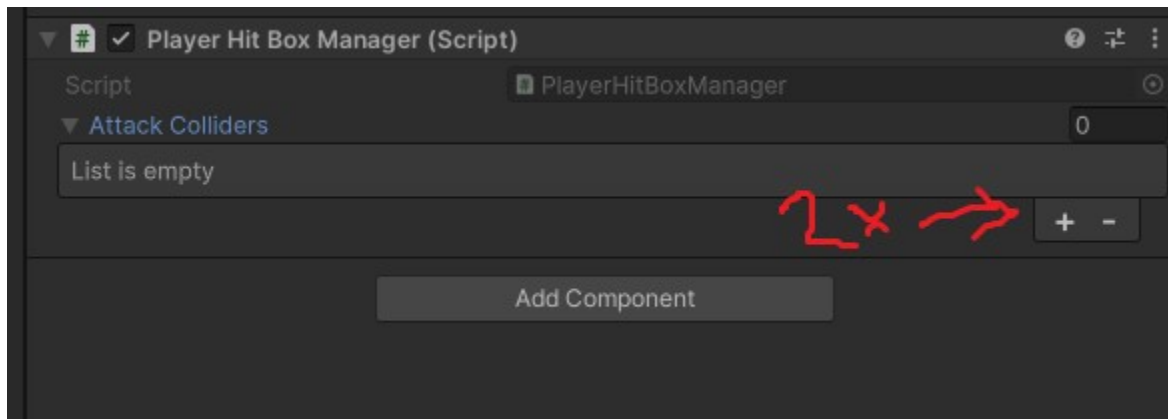 # Player Hit Box Manager (Script) ?
Script # PlayerHitBoxManager
Attack Colliders 0
List is empty
2x → + -
Add Component